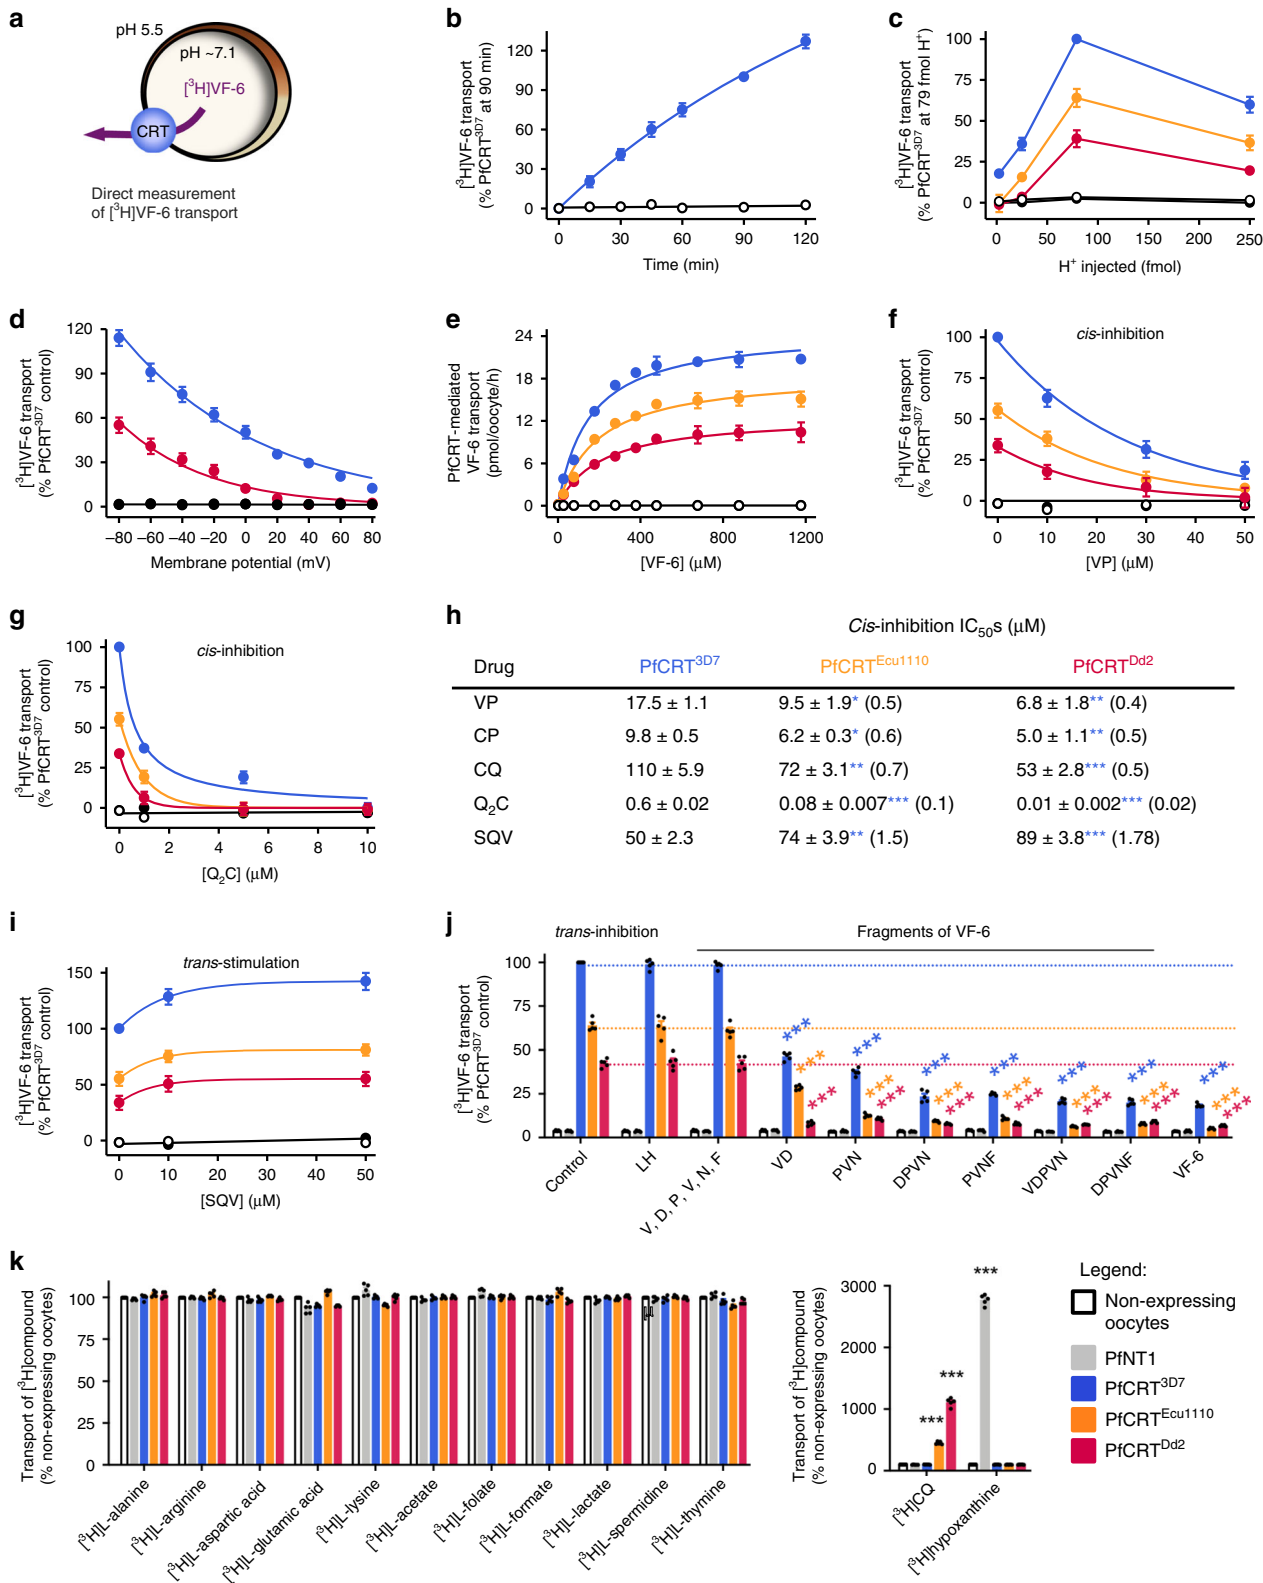 a
pH 5.5
pH ~7.1
[³H]VF-6
CRT
Direct measurement
of [³H]VF-6 transport
b
[³H]VF-6 transport
(% PfCRT³ᴰ⁷ at 90 min)
120
90
60
30
0
0 30 60 90 120
Time (min)
c
[³H]VF-6 transport
(% PfCRT³ᴰ⁷ at 79 fmol H⁺)
100
75
50
25
0
0 50 100 150 200 250
H⁺ injected (fmol)
d
[³H]VF-6 transport
(% PfCRT³ᴰ⁷ control)
120
90
60
30
0
–80 –60 –40 –20 0 20 40 60 80
Membrane potential (mV)
e
PfCRT-mediated
VF-6 transport
(pmol/oocyte/h)
24
18
12
6
0
0 400 800 1200
[VF-6] (μM)
f
cis-inhibition
[³H]VF-6 transport
(% PfCRT³ᴰ⁷ control)
100
75
50
25
0
0 10 20 30 40 50
[VP] (μM)
g
cis-inhibition
[³H]VF-6 transport
(% PfCRT³ᴰ⁷ control)
100
75
50
25
0
0 2 4 6 8 10
[Q₂C] (μM)
h
Cis-inhibition IC₅₀s (μM)
Drug PfCRT³ᴰ⁷ PfCRTᴱᶜᵘ¹¹¹⁰ PfCRTᴰᵈ²
VP 17.5 ± 1.1 9.5 ± 1.9* (0.5) 6.8 ± 1.8** (0.4)
CP 9.8 ± 0.5 6.2 ± 0.3* (0.6) 5.0 ± 1.1** (0.5)
CQ 110 ± 5.9 72 ± 3.1** (0.7) 53 ± 2.8*** (0.5)
Q₂C 0.6 ± 0.02 0.08 ± 0.007*** (0.1) 0.01 ± 0.002*** (0.02)
SQV 50 ± 2.3 74 ± 3.9** (1.5) 89 ± 3.8*** (1.78)
i
trans-stimulation
[³H]VF-6 transport
(% PfCRT³ᴰ⁷ control)
150
100
50
0
0 10 20 30 40 50
[SQV] (μM)
j
trans-inhibition
Fragments of VF-6
[³H]VF-6 transport
(% PfCRT³ᴰ⁷ control)
100
75
50
25
0
*** *** ***
*** *** ***
*** *** ***
*** *** ***
*** *** ***
*** *** ***
*** *** ***
Control LH V, D, P, V, N, F VD PVN DPVN PVNF VDPVN DPVNF VF-6
k
Transport of [³H]compound
(% non-expressing oocytes)
100
75
50
25
0
[³H]L-alanine [³H]L-arginine [³H]L-aspartic acid [³H]L-glutamic acid [³H]L-lysine [³H]L-acetate [³H]L-folate [³H]L-formate [³H]L-lactate [³H]L-spermidine [³H]L-thymine
Transport of [³H]compound
(% non-expressing oocytes)
3000
2000
1000
0
*** *** ***
[³H]CQ [³H]hypoxanthine
Legend:
Non-expressing
oocytes
PfNT1
PfCRT³ᴰ⁷
PfCRTᴱᶜᵘ¹¹¹⁰
PfCRTᴰᵈ²